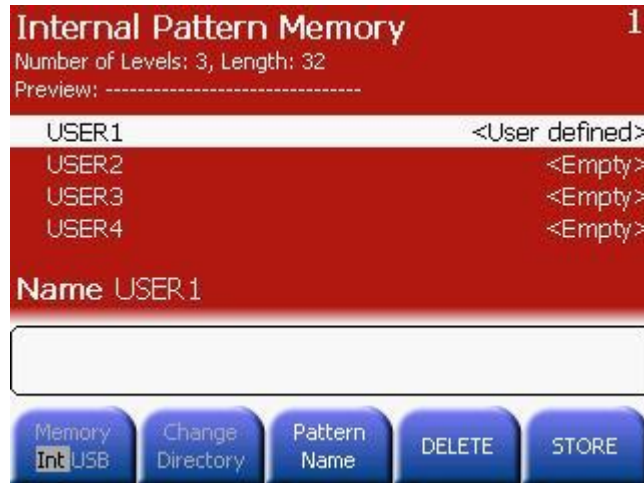 Internal Pattern Memory 1
Number of Levels: 3, Length: 32
Preview: --------------------------------
USER1 <User defined>
USER2 <Empty>
USER3 <Empty>
USER4 <Empty>
Name USER1
Memory
Int USB
Change
Directory
Pattern
Name
DELETE
STORE